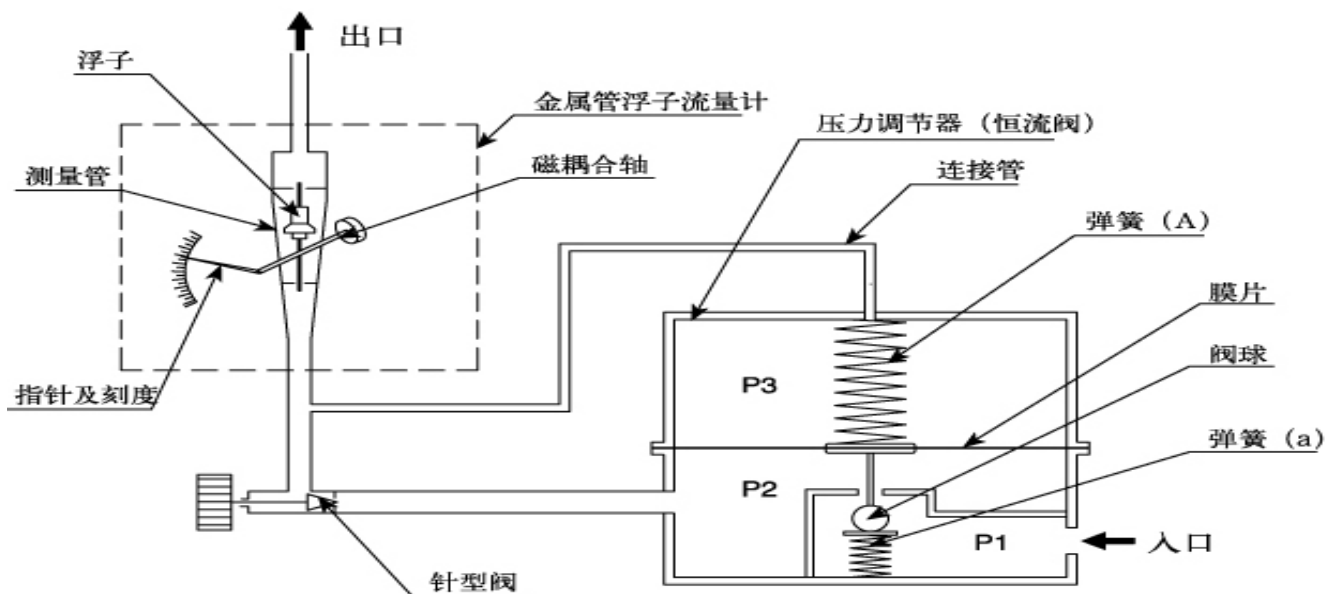 出口
浮子
金属管浮子流量计
压力调节器（恒流阀）
测量管
磁耦合轴
连接管
弹簧（A）
膜片
P3
阀球
指针及刻度
弹簧（a）
P2
P1
入口
针型阀